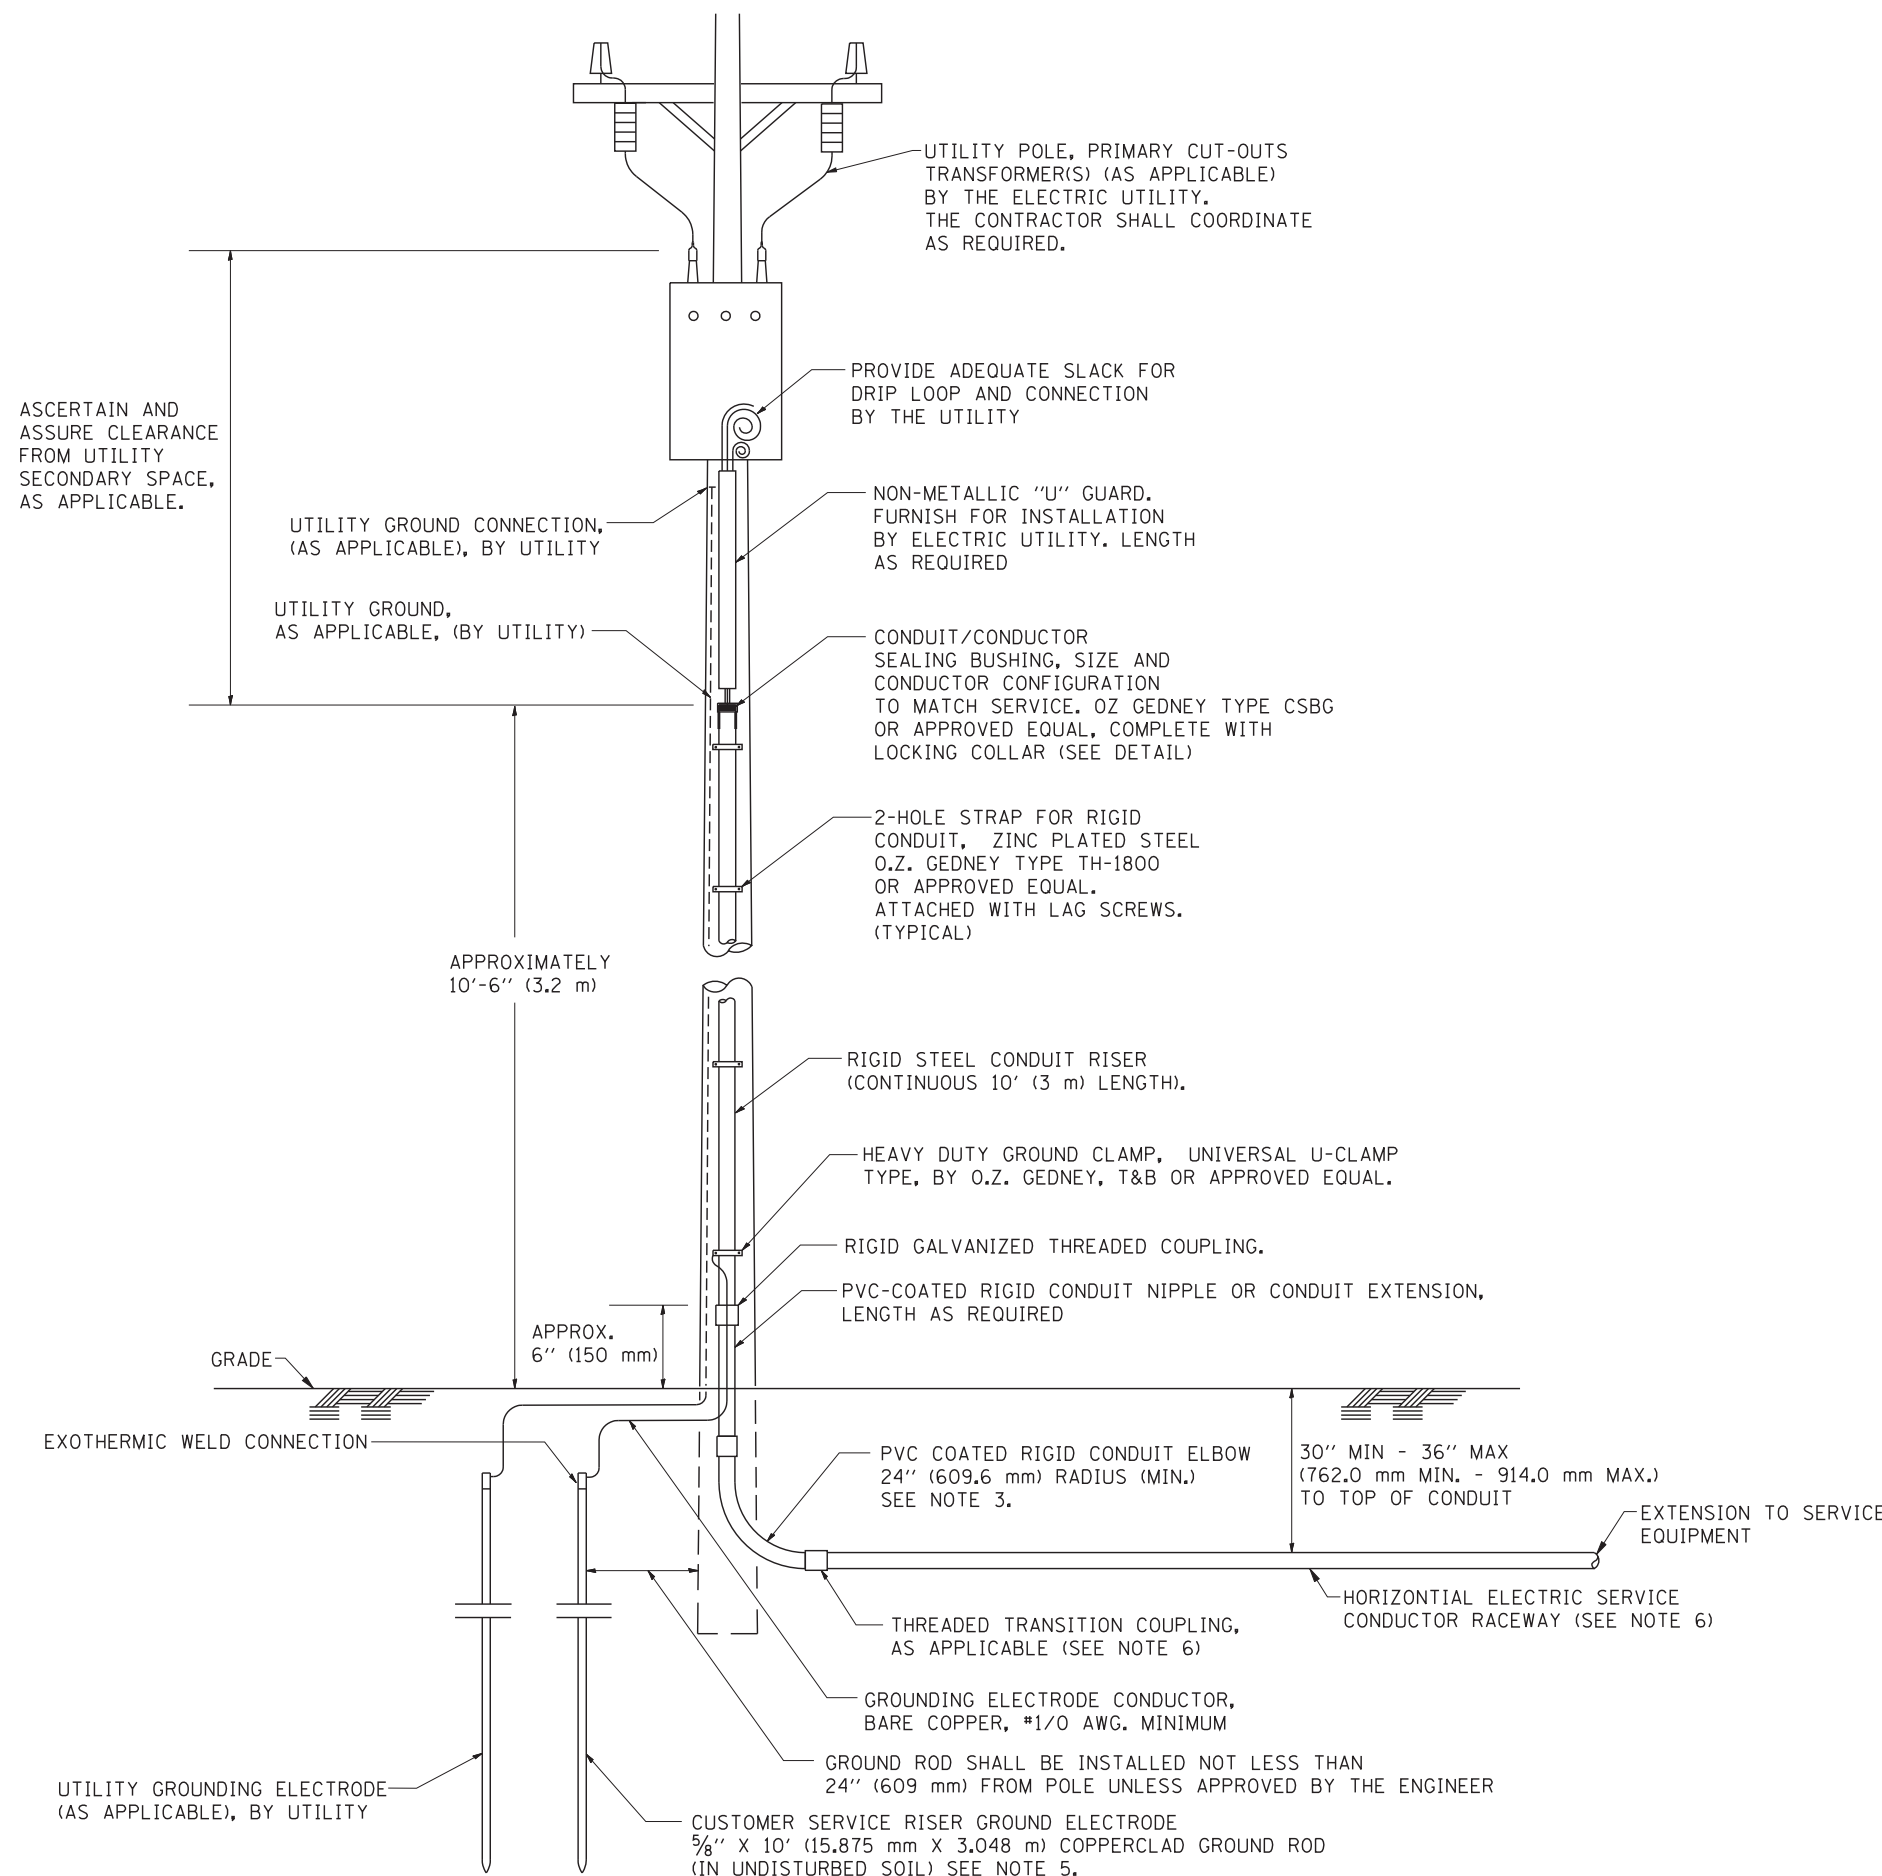 UTILITY POLE, PRIMARY CUT-OUTS
TRANSFORMER(S) (AS APPLICABLE)
BY THE ELECTRIC UTILITY.
THE CONTRACTOR SHALL COORDINATE
AS REQUIRED.
PROVIDE ADEQUATE SLACK FOR
DRIP LOOP AND CONNECTION
BY THE UTILITY
ASCERTAIN AND
ASSURE CLEARANCE
FROM UTILITY
SECONDARY SPACE,
AS APPLICABLE.
NON-METALLIC "U" GUARD.
FURNISH FOR INSTALLATION
BY ELECTRIC UTILITY. LENGTH
AS REQUIRED
UTILITY GROUND CONNECTION,
(AS APPLICABLE), BY UTILITY
UTILITY GROUND,
AS APPLICABLE, (BY UTILITY)
CONDUIT/CONDUCTOR
SEALING BUSHING, SIZE AND
CONDUCTOR CONFIGURATION
TO MATCH SERVICE. OZ GEDNEY TYPE CSBG
OR APPROVED EQUAL, COMPLETE WITH
LOCKING COLLAR (SEE DETAIL)
2-HOLE STRAP FOR RIGID
CONDUIT, ZINC PLATED STEEL
O.Z. GEDNEY TYPE TH-1800
OR APPROVED EQUAL.
ATTACHED WITH LAG SCREWS.
(TYPICAL)
APPROXIMATELY
10'-6'' (3.2 m)
RIGID STEEL CONDUIT RISER
(CONTINUOUS 10' (3 m) LENGTH).
HEAVY DUTY GROUND CLAMP, UNIVERSAL U-CLAMP
TYPE, BY O.Z. GEDNEY, T&B OR APPROVED EQUAL.
RIGID GALVANIZED THREADED COUPLING.
PVC-COATED RIGID CONDUIT NIPPLE OR CONDUIT EXTENSION,
LENGTH AS REQUIRED
APPROX.
6'' (150 mm)
GRADE
EXOTHERMIC WELD CONNECTION
PVC COATED RIGID CONDUIT ELBOW
24'' (609.6 mm) RADIUS (MIN.)
SEE NOTE 3.
30'' MIN - 36'' MAX
(762.0 mm MIN. - 914.0 mm MAX.)
TO TOP OF CONDUIT
EXTENSION TO SERVICE
EQUIPMENT
HORIZONTIAL ELECTRIC SERVICE
CONDUCTOR RACEWAY (SEE NOTE 6)
THREADED TRANSITION COUPLING,
AS APPLICABLE (SEE NOTE 6)
GROUNDING ELECTRODE CONDUCTOR,
BARE COPPER, #1/0 AWG. MINIMUM
GROUND ROD SHALL BE INSTALLED NOT LESS THAN
24'' (609 mm) FROM POLE UNLESS APPROVED BY THE ENGINEER
UTILITY GROUNDING ELECTRODE
(AS APPLICABLE), BY UTILITY
CUSTOMER SERVICE RISER GROUND ELECTRODE
⅝'' X 10' (15.875 mm X 3.048 m) COPPERCLAD GROUND ROD
(IN UNDISTURBED SOIL) SEE NOTE 5.